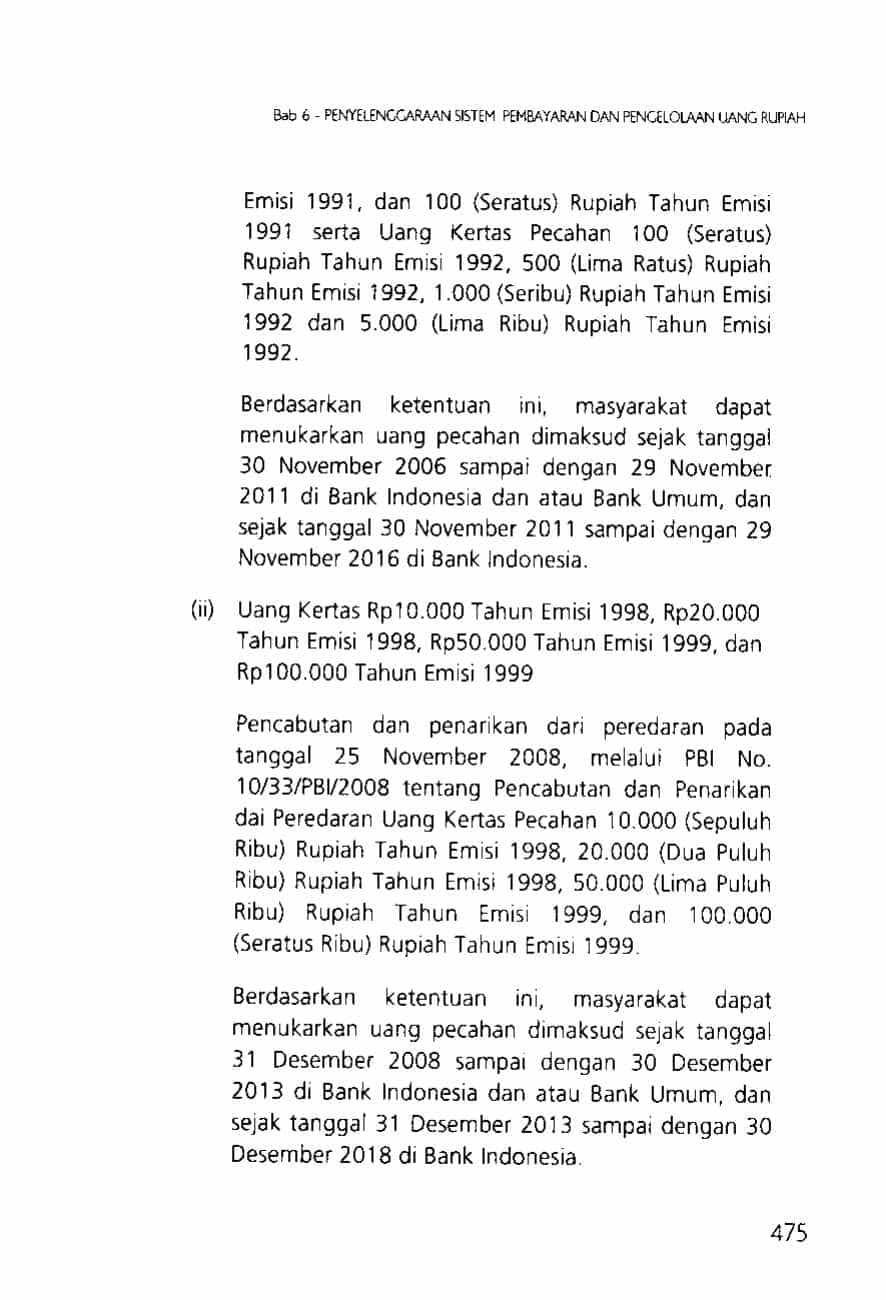 Bab 6 - PENYELENGGARAAN SISTEM PEMBAYARAN DAN PENGELOLAAN UANG RUPIAH
Emisi 1991, dan 100 (Seratus) Rupiah Tahun Emisi
1991 serta Uang Kertas Pecahan 100 (Seratus)
Rupiah Tahun Emisi 1992, 500 (Lima Ratus) Rupiah
Tahun Emisi 1992, 1.000 (Seribu) Rupiah Tahun Emisi
1992 dan 5.000 (Lima Ribu) Rupiah Tahun Emisi
1992.
Berdasarkan ketentuan ini, masyarakat dapat
menukarkan uang pecahan dimaksud sejak tanggal
30 November 2006 sampai dengan 29 November
2011 di Bank Indonesia dan atau Bank Umum, dan
sejak tanggal 30 November 2011 sampai dengan 29
November 2016 di Bank Indonesia.
(ii) Uang Kertas Rp10.000 Tahun Emisi 1998, Rp20.000
Tahun Emisi 1998, Rp50.000 Tahun Emisi 1999, dan
Rp100.000 Tahun Emisi 1999
Pencabutan dan penarikan dari peredaran pada
tanggal 25 November 2008, melalui PBI No.
10/33/PBI/2008 tentang Pencabutan dan Penarikan
dai Peredaran Uang Kertas Pecahan 10.000 (Sepuluh
Ribu) Rupiah Tahun Emisi 1998, 20.000 (Dua Puluh
Ribu) Rupiah Tahun Emisi 1998, 50.000 (Lima Puluh
Ribu) Rupiah Tahun Emisi 1999, dan 100.000
(Seratus Ribu) Rupiah Tahun Emisi 1999.
Berdasarkan ketentuan ini, masyarakat dapat
menukarkan uang pecahan dimaksud sejak tanggal
31 Desember 2008 sampai dengan 30 Desember
2013 di Bank Indonesia dan atau Bank Umum, dan
sejak tanggal 31 Desember 2013 sampai dengan 30
Desember 2018 di Bank Indonesia.
475